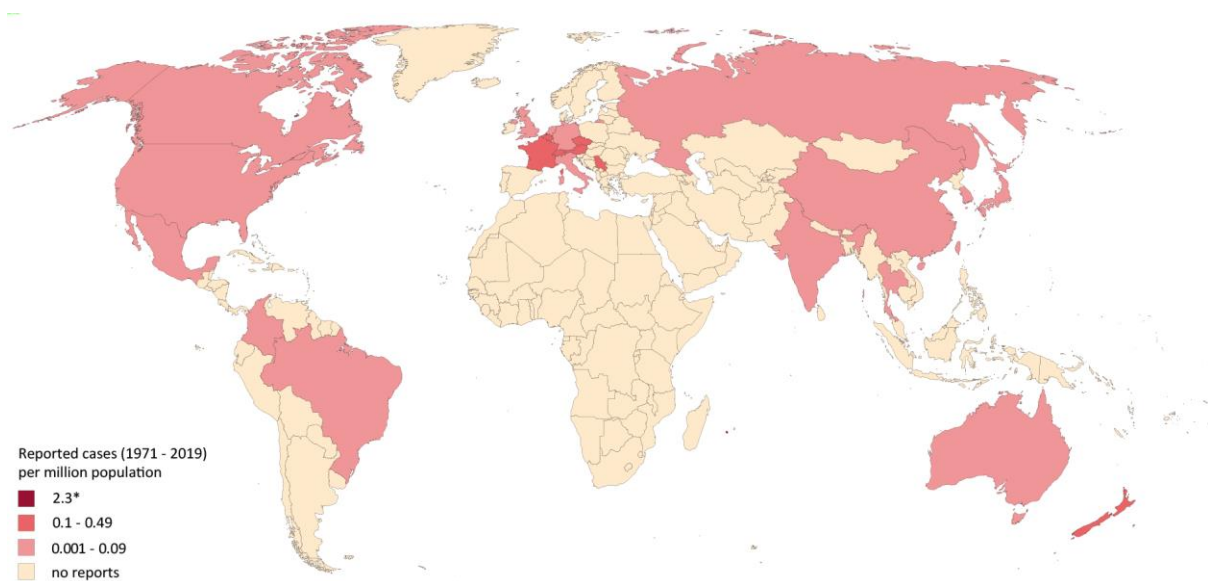 Reported cases (1971 - 2019)
per million population
2.3*
0.1 - 0.49
0.001 - 0.09
no reports